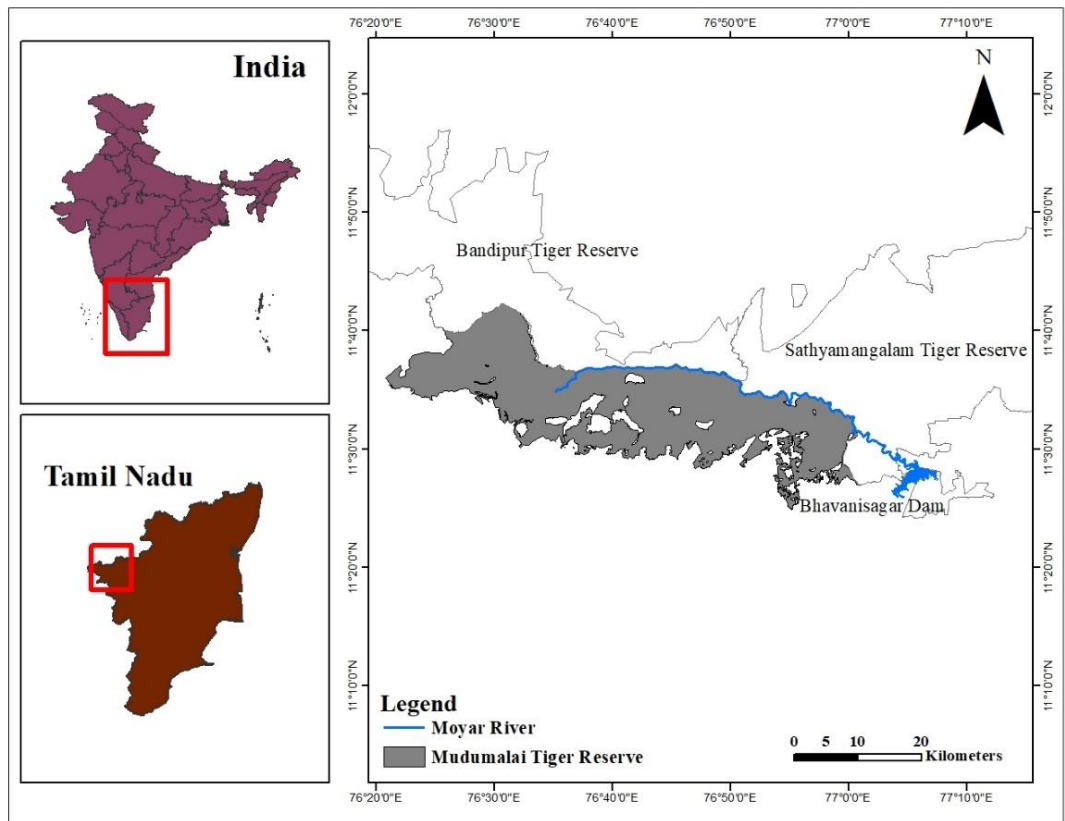 India
Tamil Nadu
76°20'0"E 76°30'0"E 76°40'0"E 76°50'0"E 77°0'0"E 77°10'0"E
N
12°0'0"N 12°0'0"N
11°50'0"N 11°50'0"N
Bandipur Tiger Reserve
11°40'0"N 11°40'0"N
Sathyamangalam Tiger Reserve
11°30'0"N 11°30'0"N
Bhavanisagar Dam
11°20'0"N 11°20'0"N
11°10'0"N 11°10'0"N
Legend
Moyar River
Mudumalai Tiger Reserve
0 5 10 20
Kilometers
76°20'0"E 76°30'0"E 76°40'0"E 76°50'0"E 77°0'0"E 77°10'0"E